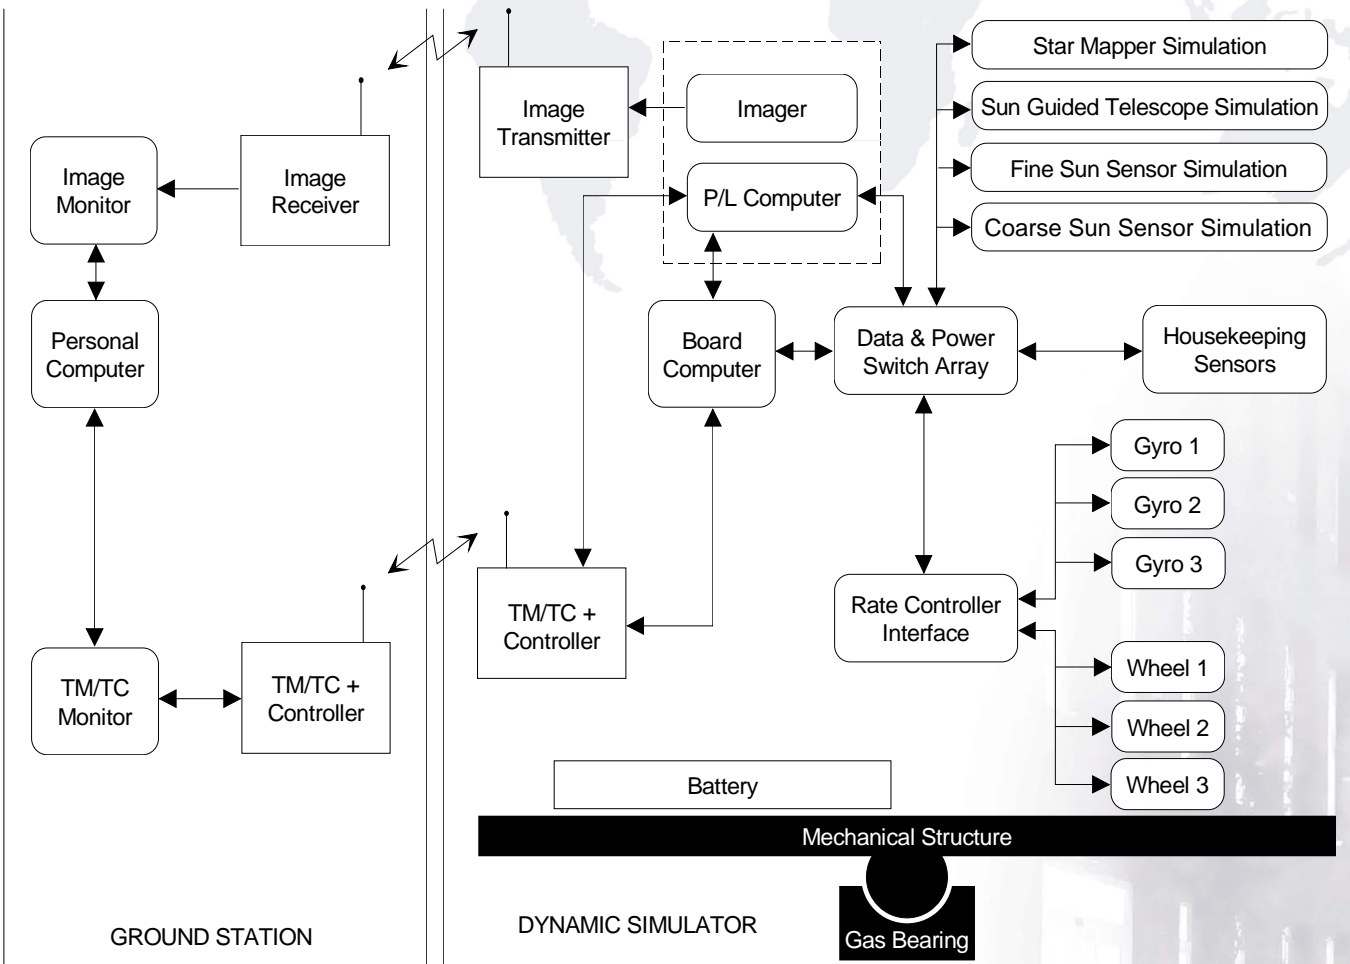 Image
Monitor
Image
Receiver
Personal
Computer
TM/TC
Monitor
TM/TC +
Controller
GROUND STATION
Image
Transmitter
Imager
P/L Computer
Star Mapper Simulation
Sun Guided Telescope Simulation
Fine Sun Sensor Simulation
Coarse Sun Sensor Simulation
Board
Computer
Data & Power
Switch Array
Housekeeping
Sensors
Gyro 1
Gyro 2
Gyro 3
TM/TC +
Controller
Rate Controller
Interface
Wheel 1
Wheel 2
Wheel 3
Battery
Mechanical Structure
DYNAMIC SIMULATOR
Gas Bearing